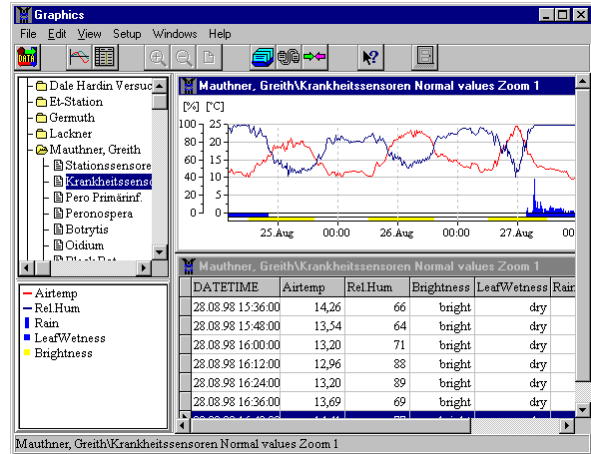 Graphics
File Edit View Setup Windows Help
DATA
Dale Hardin Versuc
Et-Station
Germuth
Lackner
Mauthner, Greith
Stationssensore
Krankheitssenso
Pero Primärinf.
Peronospera
Botrytis
Oidium
Black Rot
Airtemp
Rel.Hum
Rain
LeafWetness
Brightness
Mauthner, Greith\Krankheitssensoren Normal values Zoom 1
[%] [°C]
100 25
80 20
60 15
40 10
20 5
0 0
25.Aug 00:00 26.Aug 00:00 27.Aug 00
Mauthner, Greith\Krankheitssensoren Normal values Zoom 1
DATETIME Airtemp Rel.Hum Brightness LeafWetness Rain
28.08.98 15:36:00 14,26 66 bright dry
28.08.98 15:48:00 13,54 64 bright dry
28.08.98 16:00:00 13,20 71 bright dry
28.08.98 16:12:00 12,96 88 bright dry
28.08.98 16:24:00 13,20 89 bright dry
28.08.98 16:36:00 13,69 69 bright dry
Mauthner, Greith\Krankheitssensoren Normal values Zoom 1